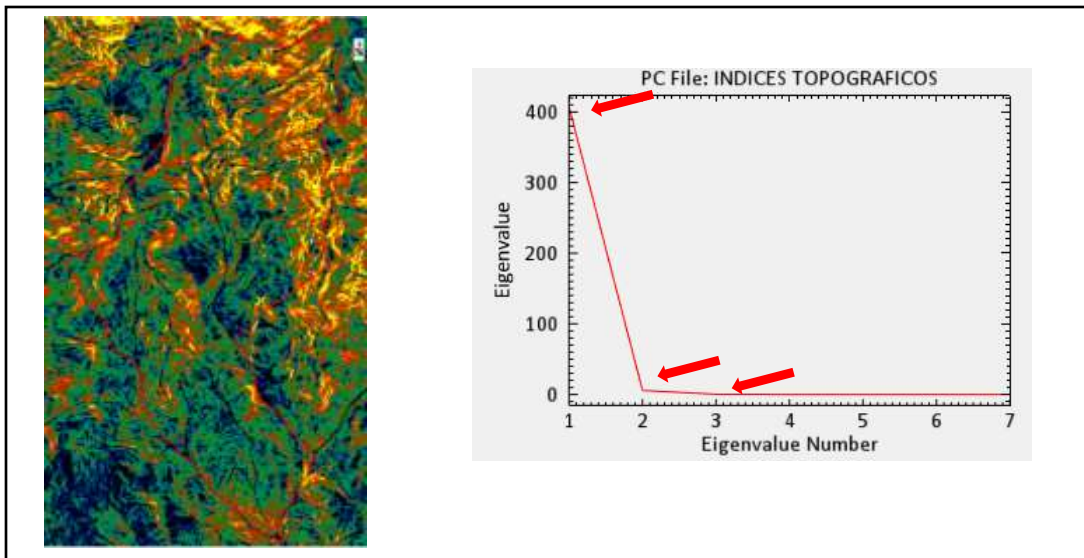 PC File: INDICES TOPOGRAFICOS
400
300
200
100
0
Eigenvalue
1 2 3 4 5 6 7
Eigenvalue Number